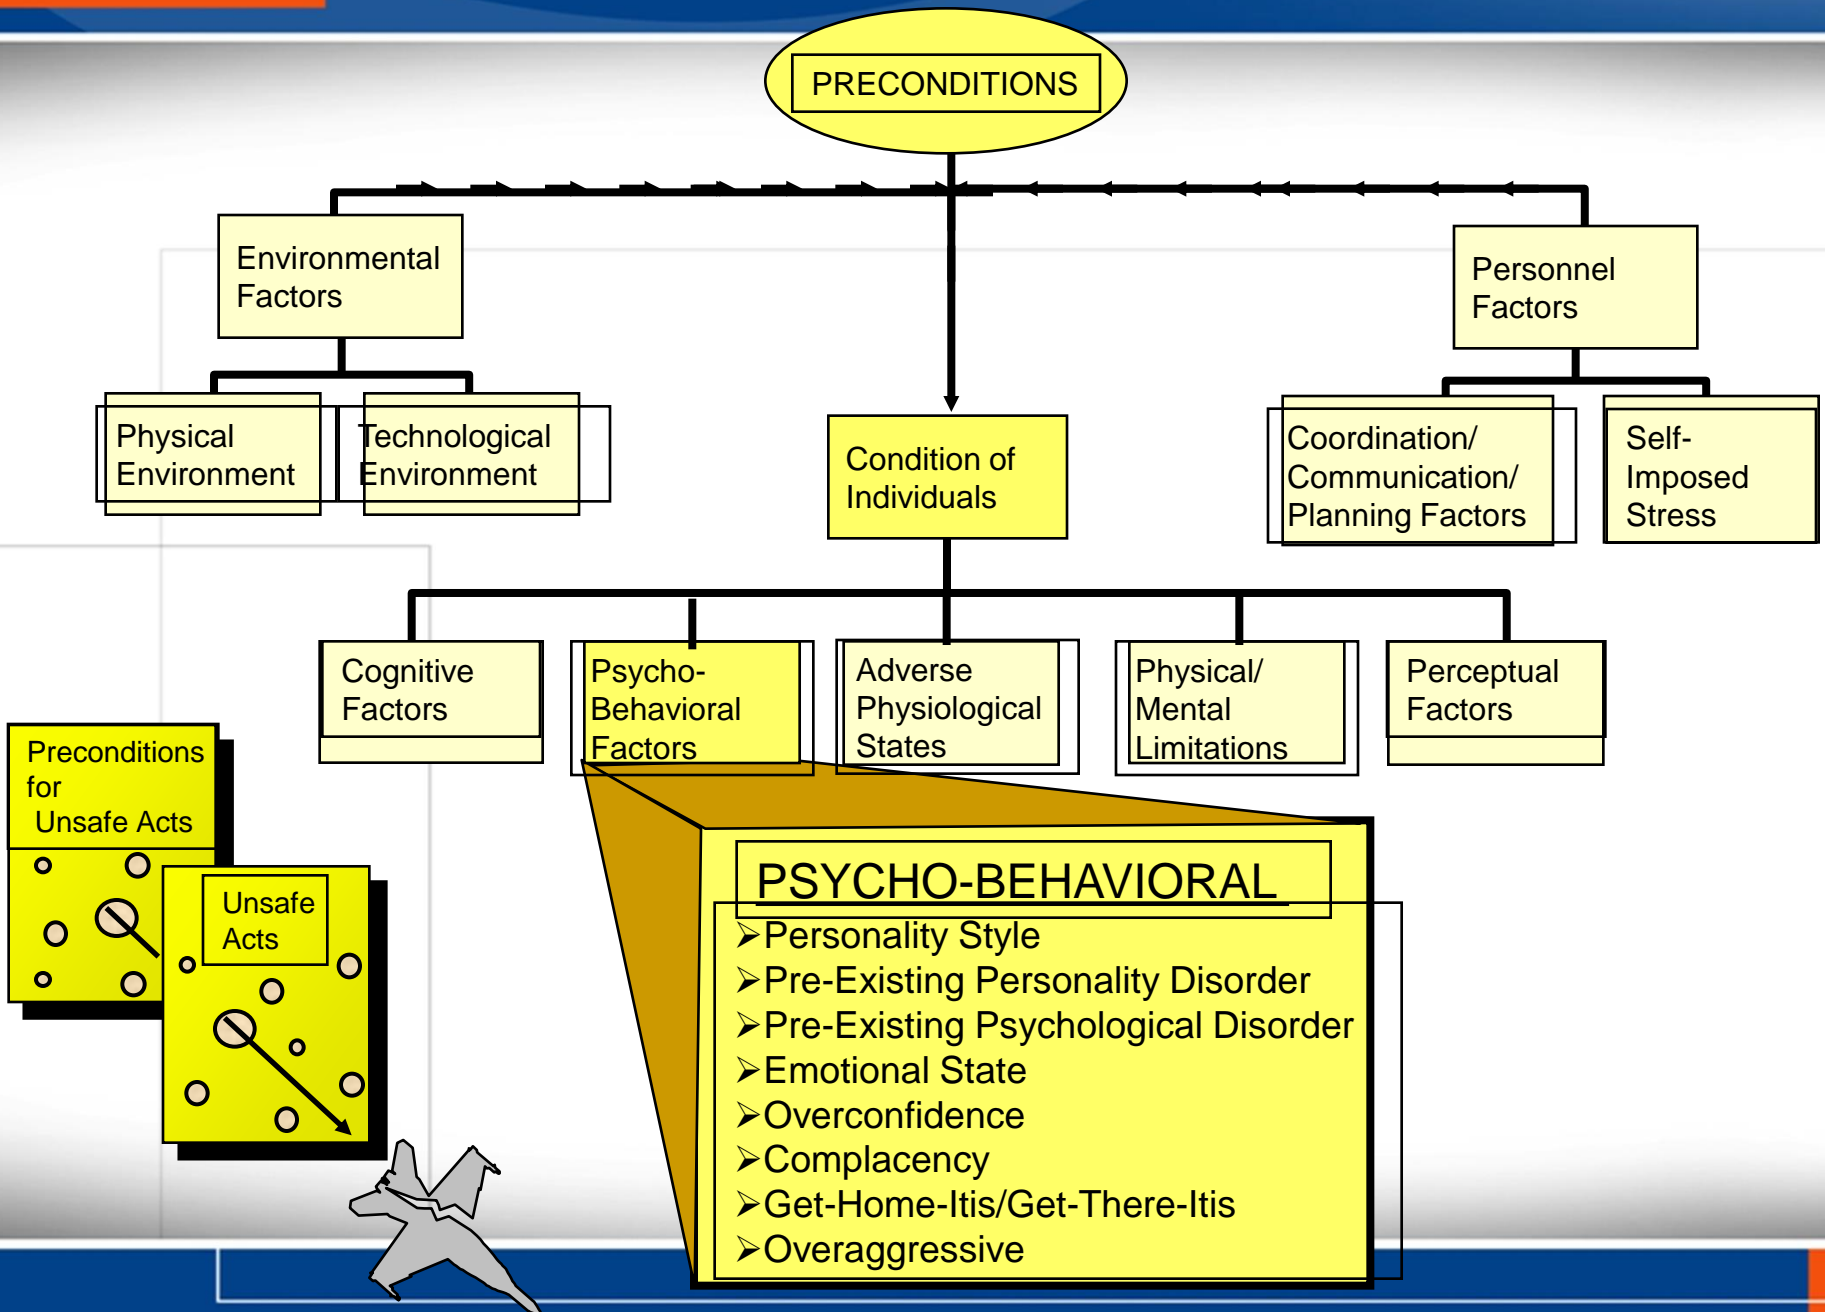 PRECONDITIONS
Environmental
Factors
Personnel
Factors
Physical
Environment
Technological
Environment
Condition of
Individuals
Coordination/
Communication/
Planning Factors
Self-
Imposed
Stress
Cognitive
Factors
Psycho-
Behavioral
Factors
Adverse
Physiological
States
Physical/
Mental
Limitations
Perceptual
Factors
Preconditions
for
Unsafe Acts
Unsafe
Acts
PSYCHO-BEHAVIORAL
➢Personality Style
➢Pre-Existing Personality Disorder
➢Pre-Existing Psychological Disorder
➢Emotional State
➢Overconfidence
➢Complacency
➢Get-Home-Itis/Get-There-Itis
➢Overaggressive